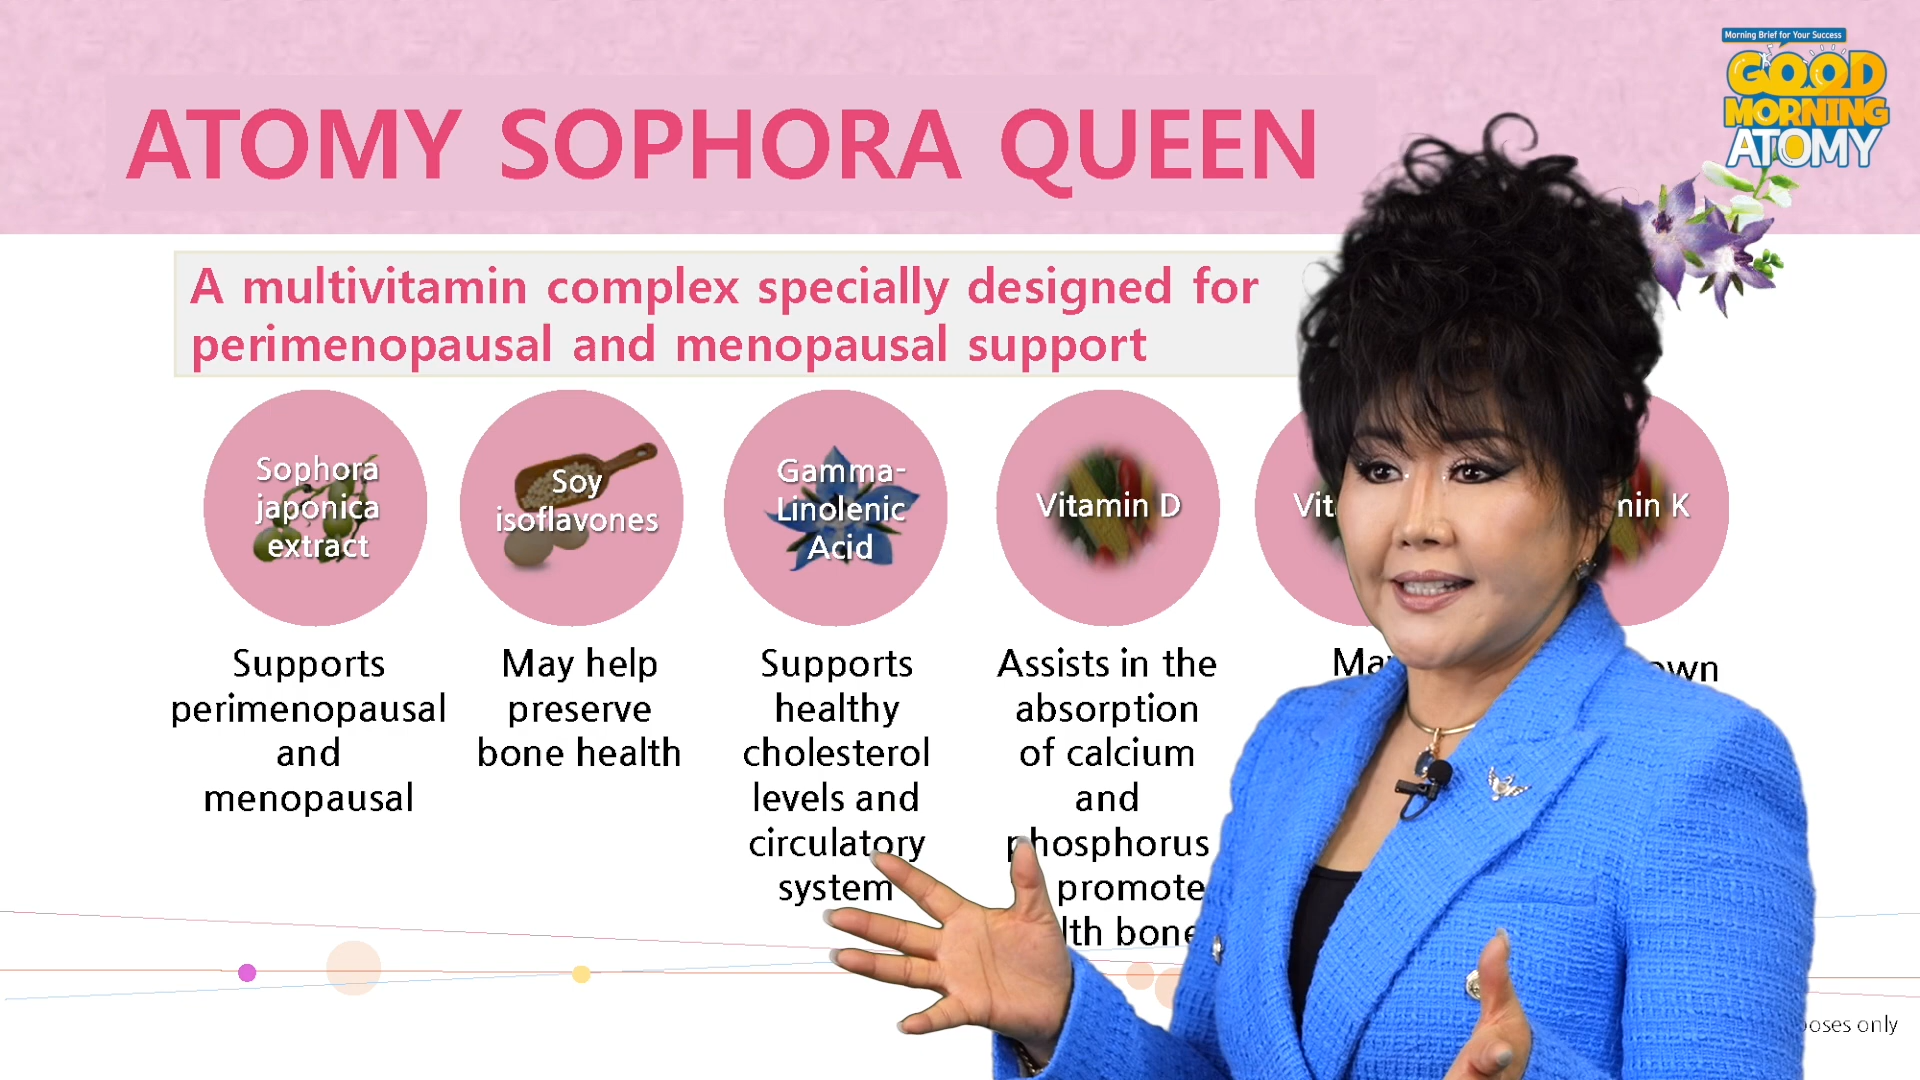 Morning Brief for Your Success
GOOD
MORNING
ATOMY
ATOMY SOPHORA QUEEN
A multivitamin complex specially designed for
perimenopausal and menopausal support
Sophora
japonica
extract
Soy
isoflavones
Gamma-
Linolenic
Acid
Vitamin D
K
Supports
perimenopausal
and
menopausal
May help
preserve
bone health
Supports
healthy
cholesterol
levels and
circulatory
system
Assists in the
absorption
of calcium
and
phosphorus
promote
only